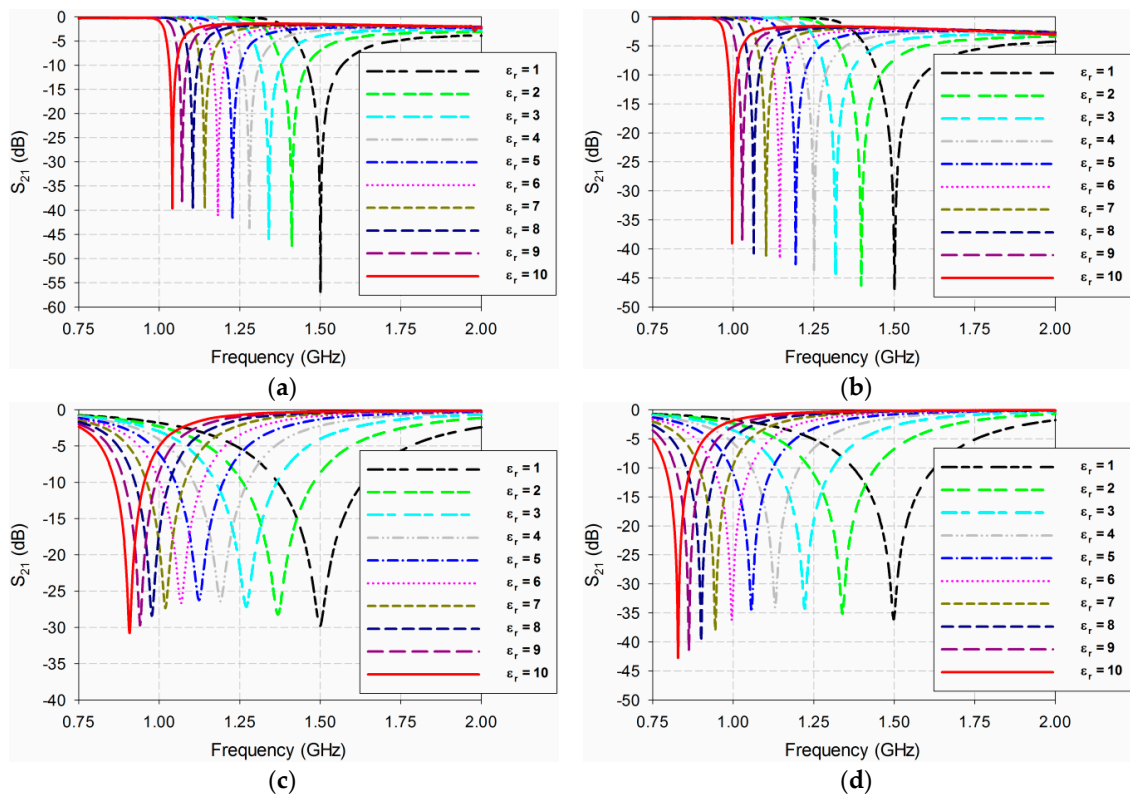 0
-5
-10
-15
-20
-25
-30
-35
-40
-45
-50
-55
-60
S21 (dB)
εr = 1
εr = 2
εr = 3
εr = 4
εr = 5
εr = 6
εr = 7
εr = 8
εr = 9
εr = 10
0.75 1.00 1.25 1.50 1.75 2.00
Frequency (GHz)
(a)
0
-5
-10
-15
-20
-25
-30
-35
-40
-45
-50
S21 (dB)
εr = 1
εr = 2
εr = 3
εr = 4
εr = 5
εr = 6
εr = 7
εr = 8
εr = 9
εr = 10
0.75 1.00 1.25 1.50 1.75 2.00
Frequency (GHz)
(b)
0
-5
-10
-15
-20
-25
-30
-35
-40
S21 (dB)
εr = 1
εr = 2
εr = 3
εr = 4
εr = 5
εr = 6
εr = 7
εr = 8
εr = 9
εr = 10
0.75 1.00 1.25 1.50 1.75 2.00
Frequency (GHz)
(c)
0
-5
-10
-15
-20
-25
-30
-35
-40
-45
-50
S21 (dB)
εr = 1
εr = 2
εr = 3
εr = 4
εr = 5
εr = 6
εr = 7
εr = 8
εr = 9
εr = 10
0.75 1.00 1.25 1.50 1.75 2.00
Frequency (GHz)
(d)